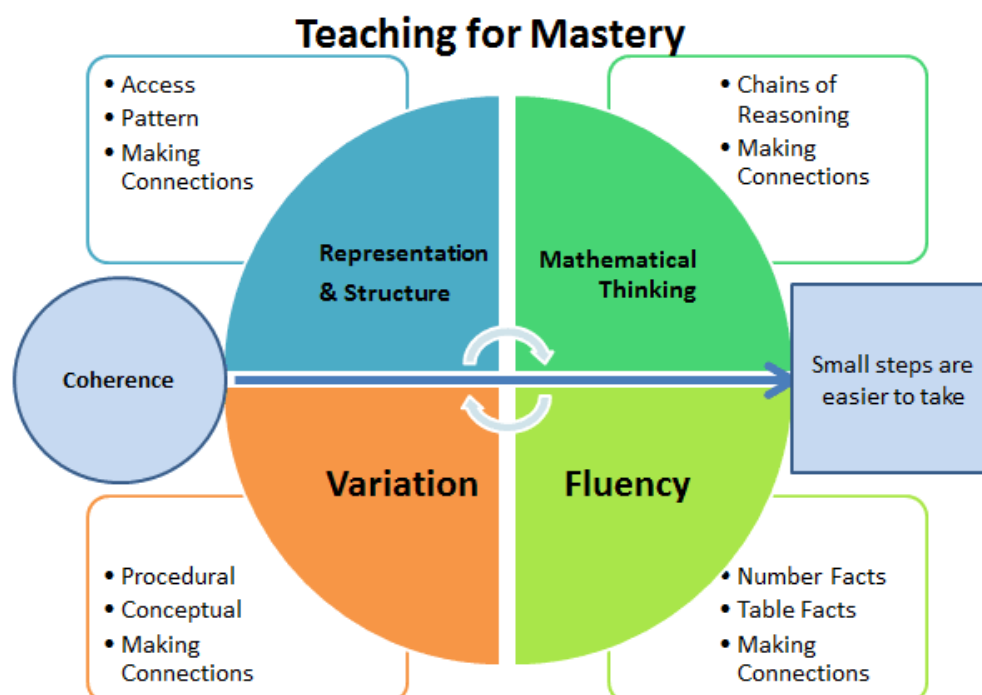 Teaching for Mastery
• Access
• Pattern
• Making
Connections
• Chains of
Reasoning
• Making
Connections
Representation
& Structure
Mathematical
Thinking
Coherence
Small steps are
easier to take
Variation
Fluency
• Procedural
• Conceptual
• Making
Connections
• Number Facts
• Table Facts
• Making
Connections